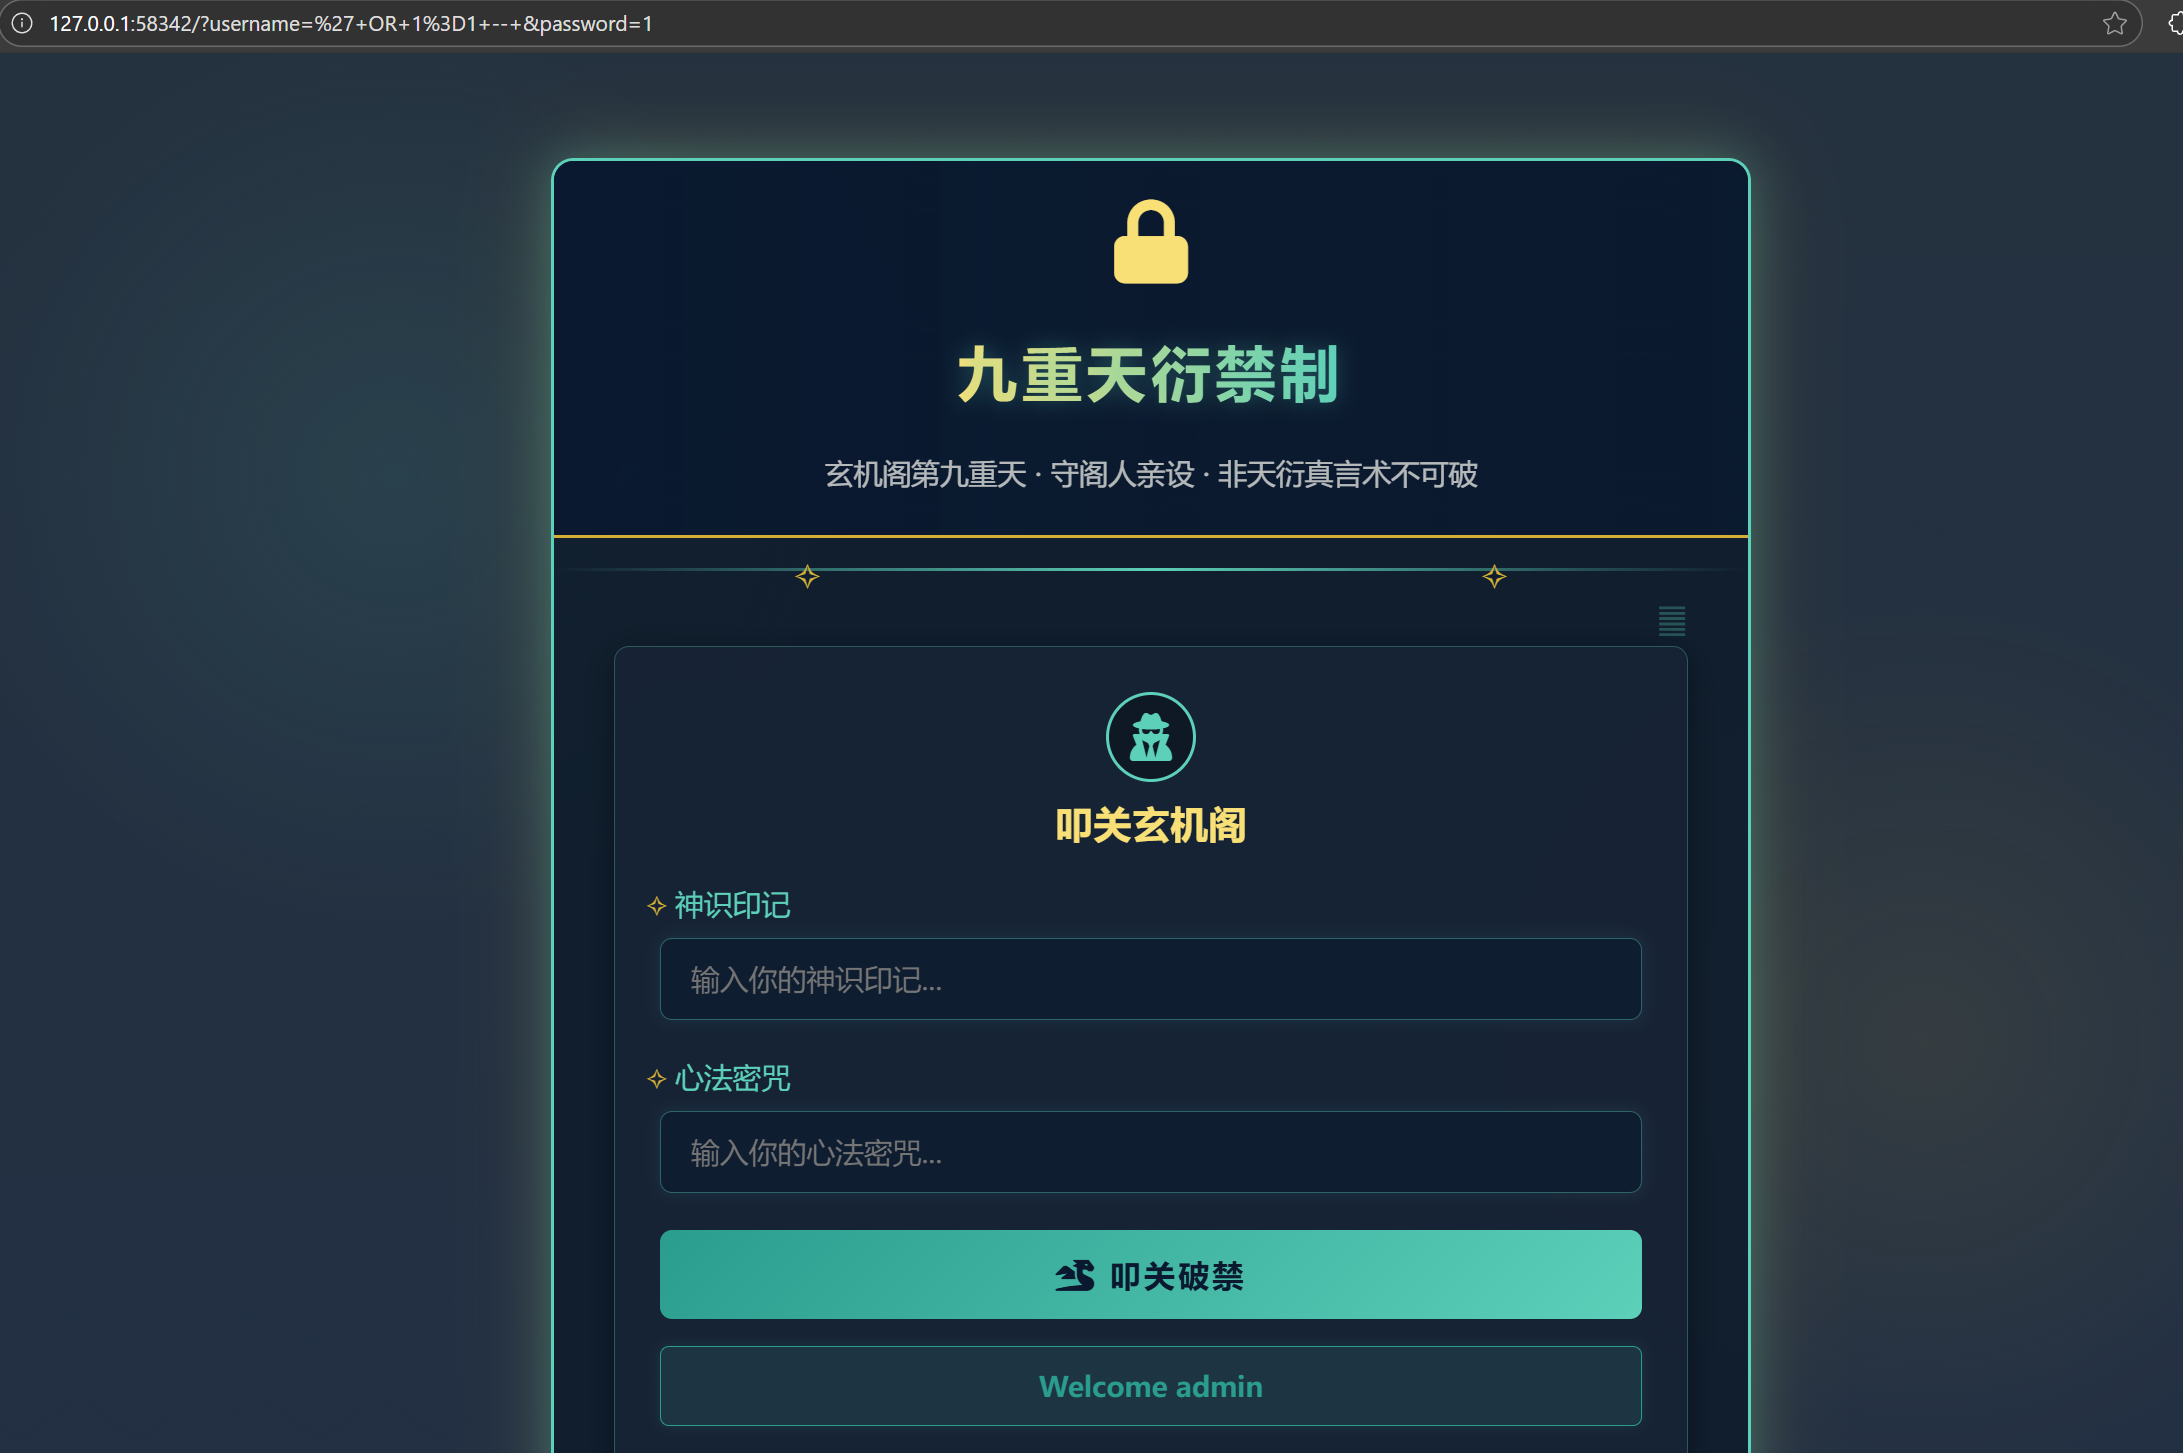 127.0.0.1:58342/?username=%27+OR+1%3D1+--+&password=1
九重天衍禁制
玄机阁第九重天 · 守阁人亲设 · 非天衍真言术不可破
叩关玄机阁
神识印记
输入你的神识印记...
心法密咒
输入你的心法密咒...
叩关破禁
Welcome admin